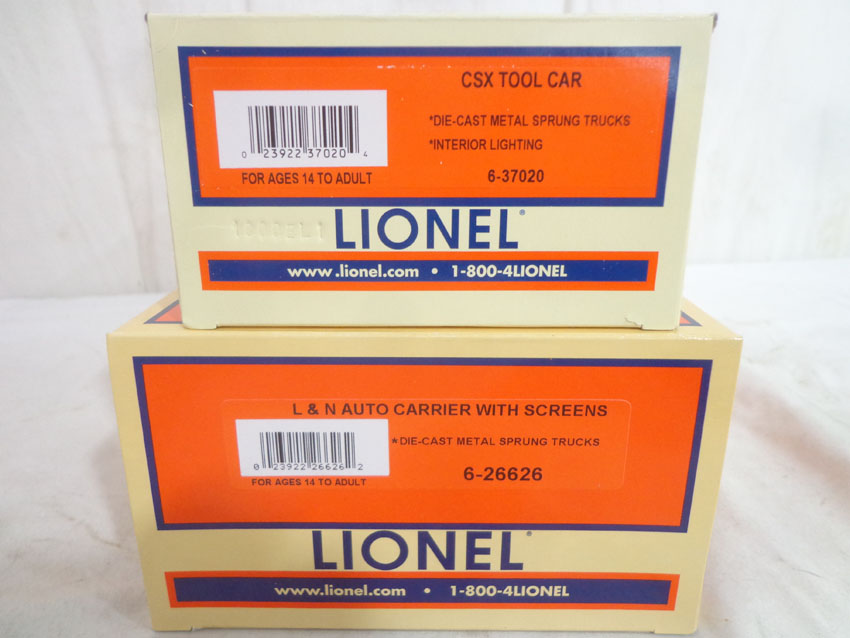 CSX TOOL CAR
*DIE-CAST METAL SPRUNG TRUCKS
*INTERIOR LIGHTING
0 23922 37020 4
FOR AGES 14 TO ADULT
6-37020
LIONEL®
www.lionel.com • 1-800-4LIONEL
L & N AUTO CARRIER WITH SCREENS
*DIE-CAST METAL SPRUNG TRUCKS
0 23922 26626 2
6-26626
FOR AGES 14 TO ADULT
LIONEL®
www.lionel.com • 1-800-4LIONEL